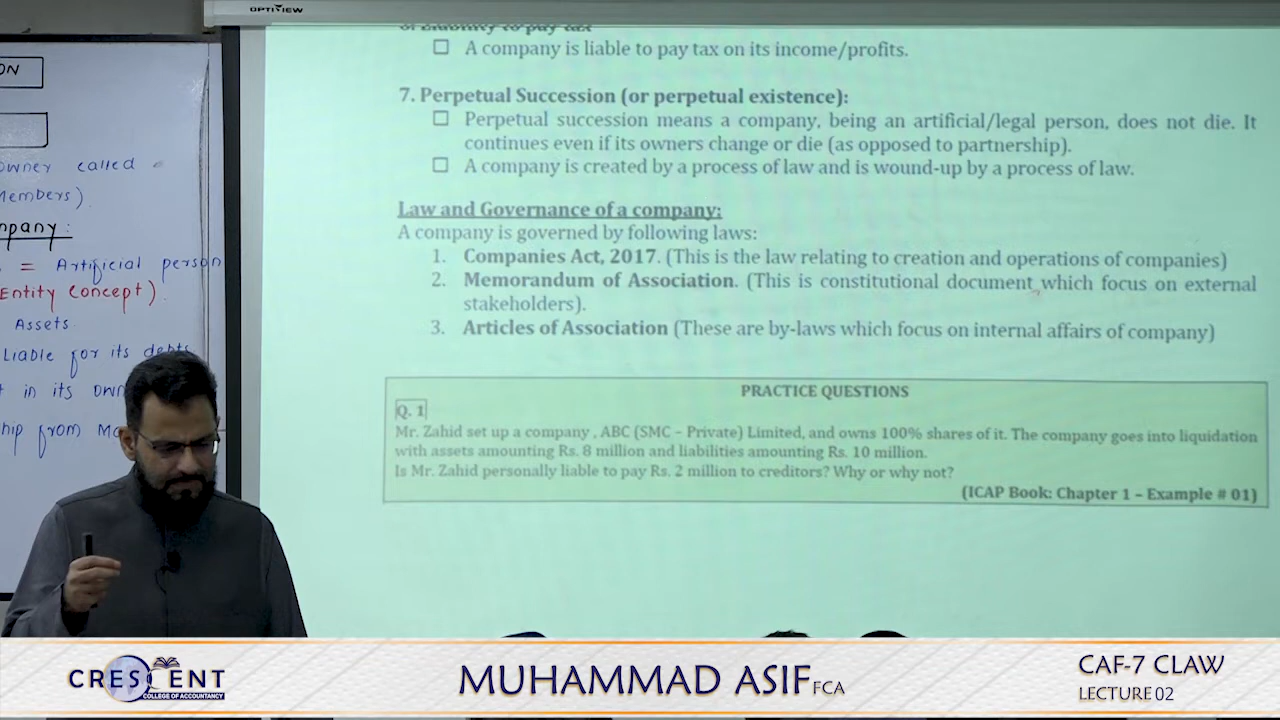 OPTIVIEW
ON
owner called
Members)
mpany:
= Artificial person
Entity Concept).
Assets
Liable for its debts
in its own
ship from
6. Liability to pay tax
☐ A company is liable to pay tax on its income/profits.
7. Perpetual Succession (or perpetual existence):
☐ Perpetual succession means a company, being an artificial/legal person, does not die. It
continues even if its owners change or die (as opposed to partnership).
☐ A company is created by a process of law and is wound-up by a process of law.
Law and Governance of a company:
A company is governed by following laws:
1. Companies Act, 2017. (This is the law relating to creation and operations of companies)
2. Memorandum of Association. (This is constitutional document which focus on external
stakeholders).
3. Articles of Association (These are by-laws which focus on internal affairs of company)
PRACTICE QUESTIONS
Q. 1
Mr. Zahid set up a company , ABC (SMC – Private) Limited, and owns 100% shares of it. The company goes into liquidation
with assets amounting Rs. 8 million and liabilities amounting Rs. 10 million.
Is Mr. Zahid personally liable to pay Rs. 2 million to creditors? Why or why not?
(ICAP Book: Chapter 1 – Example # 01)
CRESCENT
COLLEGE OF ACCOUNTANCY
MUHAMMAD ASIF FCA
CAF-7 CLAW
LECTURE 02